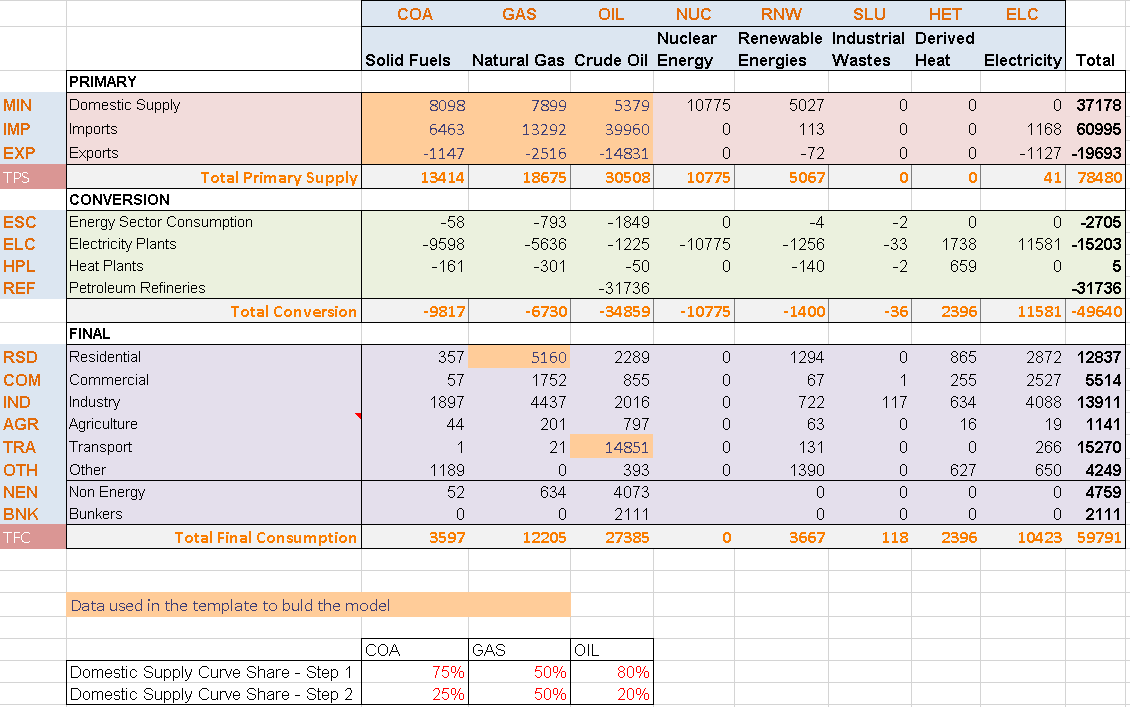 COA GAS OIL NUC RNW SLU HET ELC
Solid Fuels Natural Gas Crude Oil Nuclear Energy Renewable Energies Industrial Wastes Derived Heat Electricity Total
PRIMARY
MIN Domestic Supply 8098 7899 5379 10775 5027 0 0 0 37178
IMP Imports 6463 13292 39960 0 113 0 0 1168 60995
EXP Exports -1147 -2516 -14831 0 -72 0 0 -1127 -19693
TPS Total Primary Supply 13414 18675 30508 10775 5067 0 0 41 78480
CONVERSION
ESC Energy Sector Consumption -58 -793 -1849 0 -4 -2 0 0 -2705
ELC Electricity Plants -9598 -5636 -1225 -10775 -1256 -33 1738 11581 -15203
HPL Heat Plants -161 -301 -50 0 -140 -2 659 0 5
REF Petroleum Refineries -31736 -31736
Total Conversion -9817 -6730 -34859 -10775 -1400 -36 2396 11581 -49640
FINAL
RSD Residential 357 5160 2289 0 1294 0 865 2872 12837
COM Commercial 57 1752 855 0 67 1 255 2527 5514
IND Industry 1897 4437 2016 0 722 117 634 4088 13911
AGR Agriculture 44 201 797 0 63 0 16 19 1141
TRA Transport 1 21 14851 0 131 0 0 266 15270
OTH Other 1189 0 393 0 1390 0 627 650 4249
NEN Non Energy 52 634 4073 0 0 0 0 4759
BNK Bunkers 0 0 2111 0 0 0 0 2111
TFC Total Final Consumption 3597 12205 27385 0 3667 118 2396 10423 59791
Data used in the template to buld the model
COA GAS OIL
Domestic Supply Curve Share - Step 1 75% 50% 80%
Domestic Supply Curve Share - Step 2 25% 50% 20%